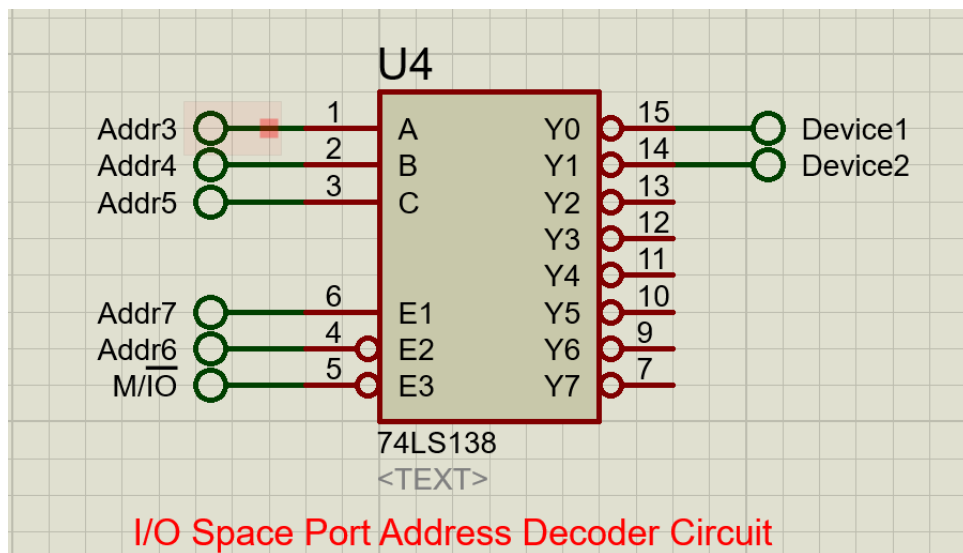 U4
Addr3 1 A Y0 15 Device1
Addr4 2 B Y1 14 Device2
Addr5 3 C Y2 13
Y3 12
Y4 11
Addr7 6 E1 Y5 10
Addr6 4 E2 Y6 9
M/I̅O̅ 5 E3 Y7 7
74LS138
<TEXT>
I/O Space Port Address Decoder Circuit